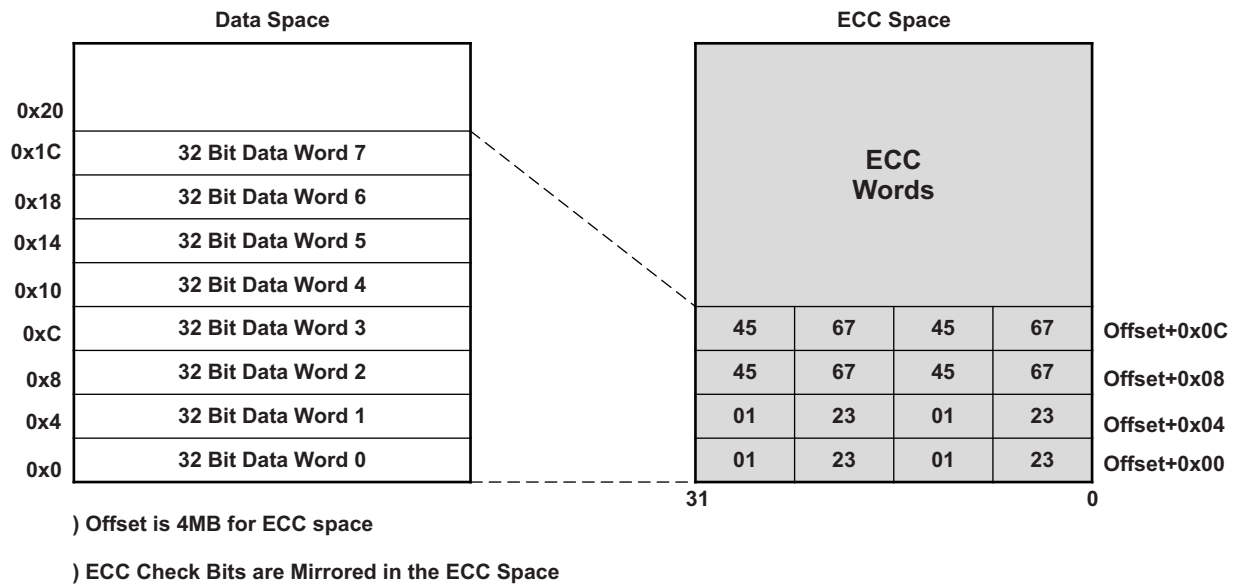 Data Space
0x20
0x1C
32 Bit Data Word 7
0x18
32 Bit Data Word 6
0x14
32 Bit Data Word 5
0x10
32 Bit Data Word 4
0xC
32 Bit Data Word 3
0x8
32 Bit Data Word 2
0x4
32 Bit Data Word 1
0x0
32 Bit Data Word 0
ECC Space
ECC
Words
45 67 45 67 Offset+0x0C
45 67 45 67 Offset+0x08
01 23 01 23 Offset+0x04
01 23 01 23 Offset+0x00
31 0
) Offset is 4MB for ECC space
) ECC Check Bits are Mirrored in the ECC Space